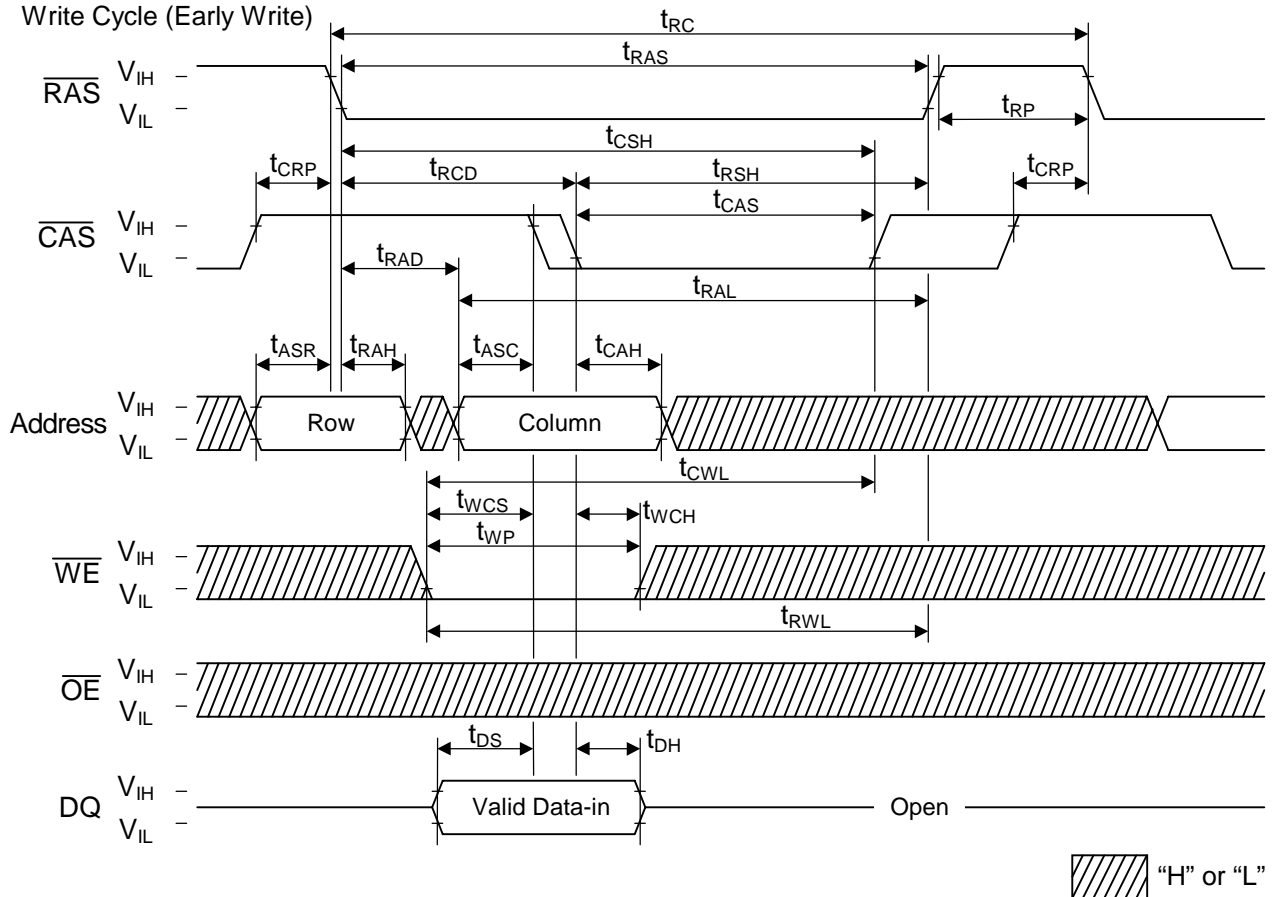 Write Cycle (Early Write)
tRC
tRAS
RAS
VIH
VIL
tRP
tCSH
tCRP
tRCD
tRSH
tCRP
tCAS
CAS
VIH
VIL
tRAD
tRAL
tASR
tRAH
tASC
tCAH
Address
VIH
VIL
Row
Column
tCWL
tWCS
tWCH
tWP
WE
VIH
VIL
tRWL
OE
VIH
VIL
tDS
tDH
DQ
VIH
VIL
Valid Data-in
Open
“H” or “L”